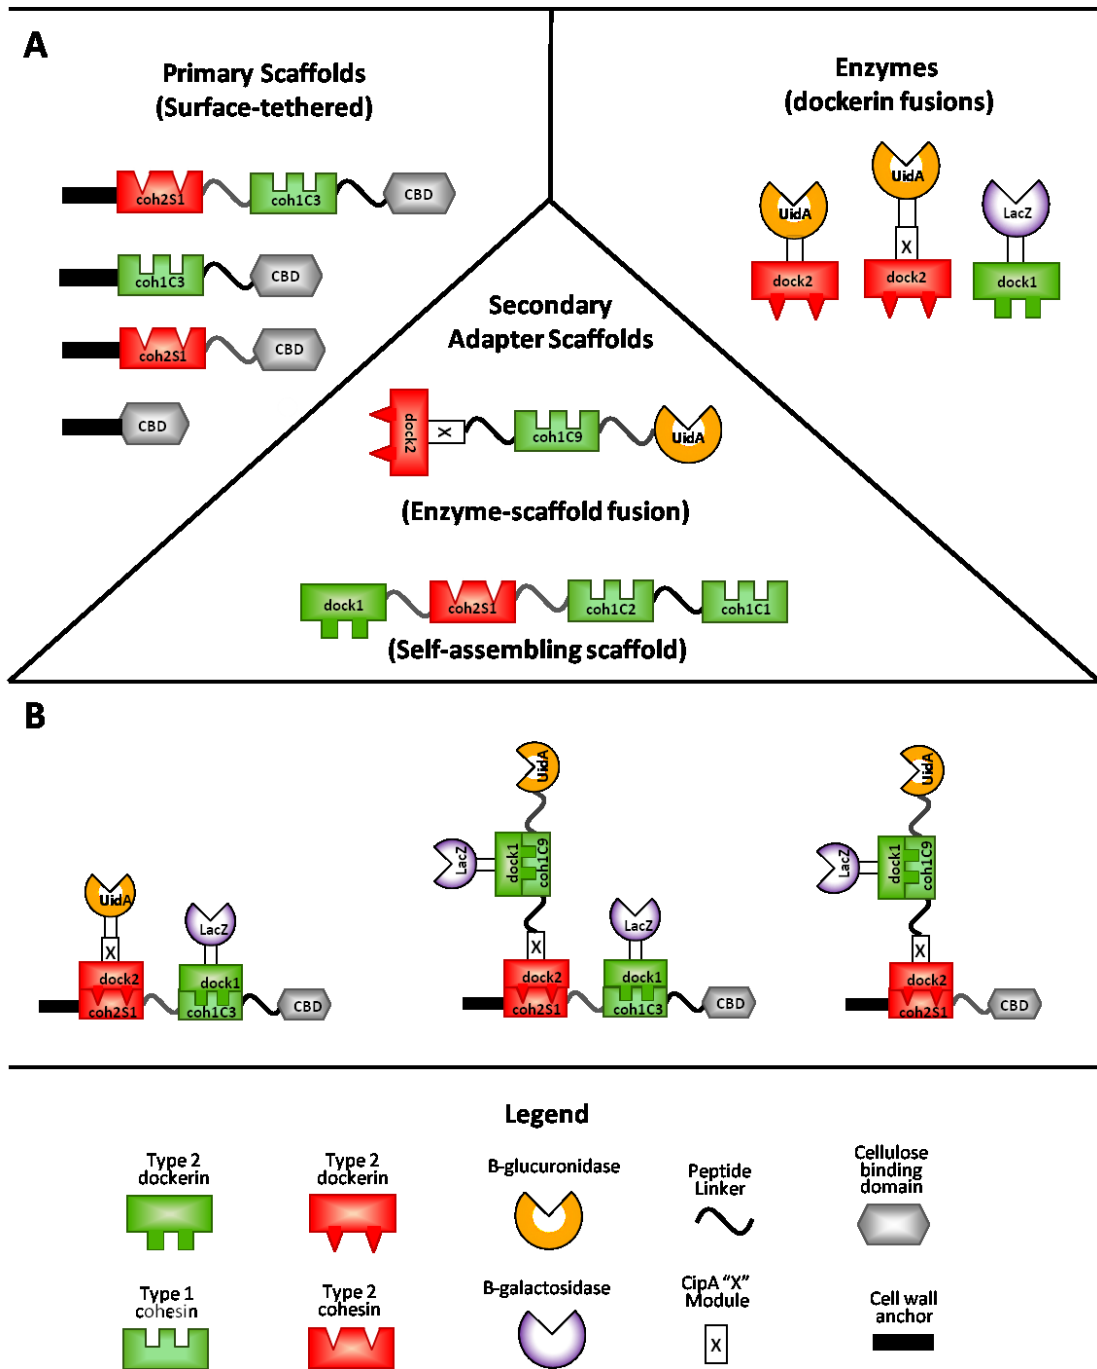 A
Primary Scaffolds
(Surface-tethered)
coh2S1
coh1C3
CBD
coh1C3
CBD
coh2S1
CBD
CBD
Enzymes
(dockerin fusions)
UidA
UidA
LacZ
X
dock2
dock2
dock1
Secondary
Adapter Scaffolds
dock2
X
coh1C9
UidA
(Enzyme-scaffold fusion)
dock1
coh2S1
coh1C2
coh1C1
(Self-assembling scaffold)
B
UidA
X
LacZ
dock2
dock1
coh2S1
coh1C3
CBD
UidA
LacZ
dock1
coh1C9
X
LacZ
dock2
dock1
coh2S1
coh1C3
CBD
UidA
LacZ
dock1
coh1C9
X
dock2
coh2S1
CBD
Legend
Type 2
dockerin
Type 2
dockerin
B-glucuronidase
Peptide
Linker
Cellulose
binding
domain
Type 1
cohesin
Type 2
cohesin
B-galactosidase
CipA "X"
Module
X
Cell wall
anchor